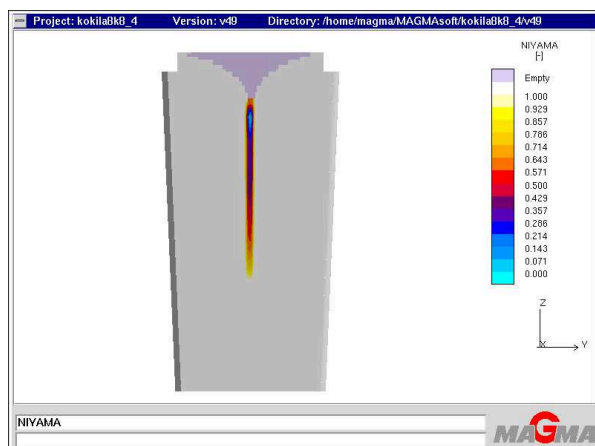 Project: kokila8k8_4 Version: v49 Directory: /home/magma/MAGMAsoft/kokila8k8_4/v49
NIYAMA
[-]
Empty
1.000
0.929
0.857
0.786
0.714
0.643
0.571
0.500
0.429
0.357
0.286
0.214
0.143
0.071
0.000
Z
X
Y
NIYAMA
MAGMA